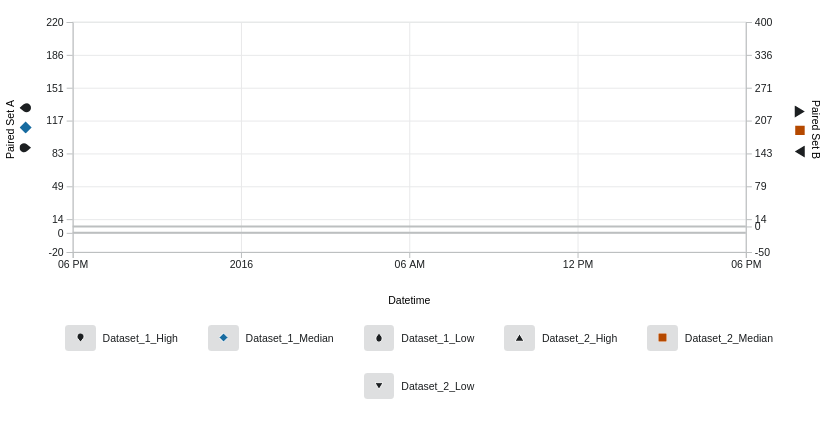 220
186
151
117
83
49
14
0
-20
400
336
271
207
143
79
14
0
-50
Paired Set A
Paired Set B
06 PM
2016
06 AM
12 PM
06 PM
Datetime
Dataset_1_High
Dataset_1_Median
Dataset_1_Low
Dataset_2_High
Dataset_2_Median
Dataset_2_Low